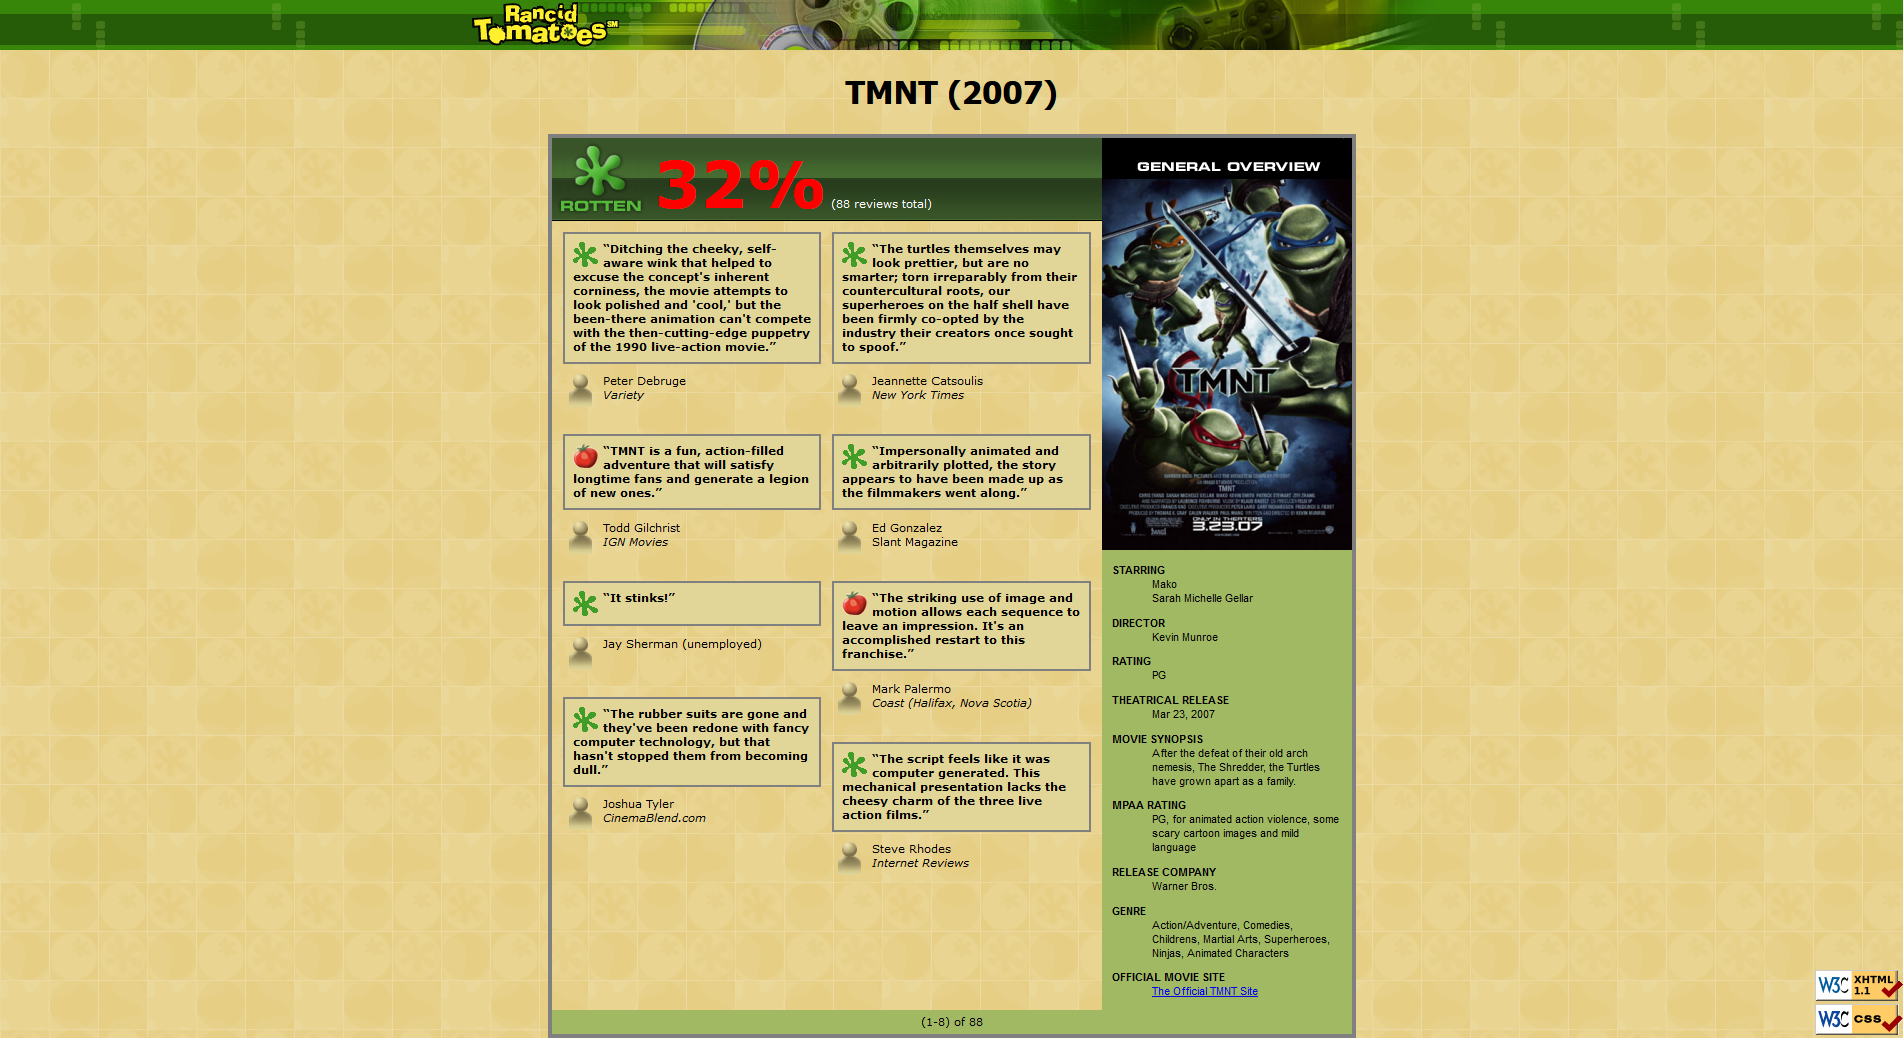 Rancid
TomatoesSM
TMNT (2007)
ROTTEN
32% (88 reviews total)
“Ditching the cheeky, self-
aware wink that helped to
excuse the concept's inherent
corniness, the movie attempts to
look polished and 'cool,' but the
been-there animation can't compete
with the then-cutting-edge puppetry
of the 1990 live-action movie.”
Peter Debruge
Variety
“TMNT is a fun, action-filled
adventure that will satisfy
longtime fans and generate a legion
of new ones.”
Todd Gilchrist
IGN Movies
“It stinks!”
Jay Sherman (unemployed)
“The rubber suits are gone and
they've been redone with fancy
computer technology, but that
hasn't stopped them from becoming
dull.”
Joshua Tyler
CinemaBlend.com
“The turtles themselves may
look prettier, but are no
smarter; torn irreparably from their
countercultural roots, our
superheroes on the half shell have
been firmly co-opted by the
industry their creators once sought
to spoof.”
Jeannette Catsoulis
New York Times
“Impersonally animated and
arbitrarily plotted, the story
appears to have been made up as
the filmmakers went along.”
Ed Gonzalez
Slant Magazine
“The striking use of image and
motion allows each sequence to
leave an impression. It's an
accomplished restart to this
franchise.”
Mark Palermo
Coast (Halifax, Nova Scotia)
“The script feels like it was
computer generated. This
mechanical presentation lacks the
cheesy charm of the three live
action films.”
Steve Rhodes
Internet Reviews
GENERAL OVERVIEW
TMNT
TMNT
ONLY IN THEATERS
3.23.07
STARRING
Mako
Sarah Michelle Gellar
DIRECTOR
Kevin Munroe
RATING
PG
THEATRICAL RELEASE
Mar 23, 2007
MOVIE SYNOPSIS
After the defeat of their old arch
nemesis, The Shredder, the Turtles
have grown apart as a family.
MPAA RATING
PG, for animated action violence, some
scary cartoon images and mild
language
RELEASE COMPANY
Warner Bros.
GENRE
Action/Adventure, Comedies,
Childrens, Martial Arts, Superheroes,
Ninjas, Animated Characters
OFFICIAL MOVIE SITE
The Official TMNT Site
(1-8) of 88
W3C XHTML
1.1
W3C CSS